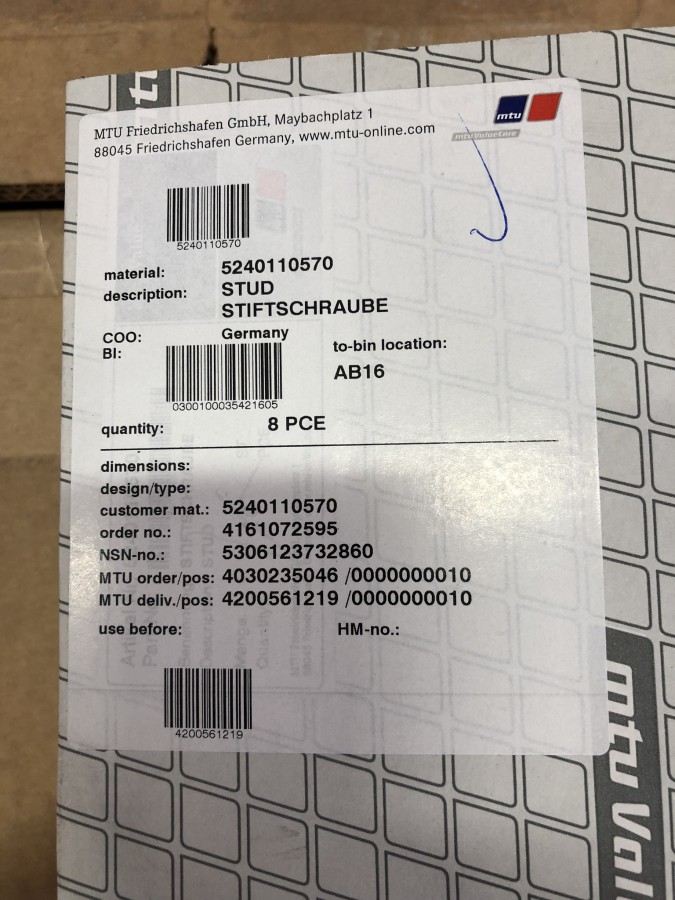 MTU Friedrichshafen GmbH, Maybachplatz 1
88045 Friedrichshafen Germany, www.mtu-online.com
mtu
mtuValueCare
5240110570
material: 5240110570
description: STUD
STIFTSCHRAUBE
COO: Germany
BI:
to-bin location:
AB16
0300100035421605
quantity: 8 PCE
dimensions:
design/type:
customer mat.: 5240110570
order no.: 4161072595
NSN-no.: 5306123732860
MTU order/pos: 4030235046 /0000000010
MTU deliv./pos: 4200561219 /0000000010
use before: HM-no.:
4200561219
mtu Val